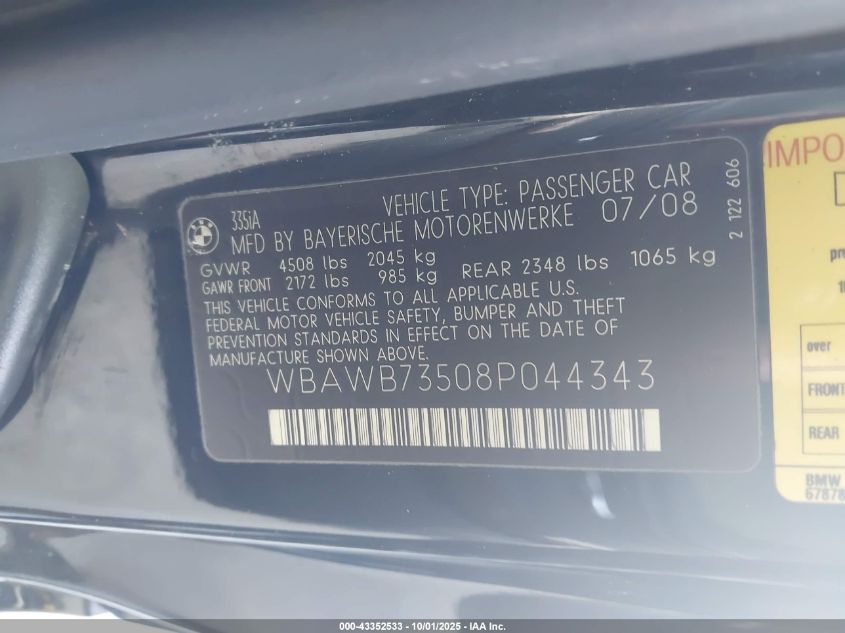 335iA
VEHICLE TYPE: PASSENGER CAR
MFD BY BAYERISCHE MOTORENWERKE 07/08
GVWR 4508 lbs 2045 kg
GAWR FRONT 2172 lbs 985 kg REAR 2348 lbs 1065 kg
THIS VEHICLE CONFORMS TO ALL APPLICABLE U.S.
FEDERAL MOTOR VEHICLE SAFETY, BUMPER AND THEFT
PREVENTION STANDARDS IN EFFECT ON THE DATE OF
MANUFACTURE SHOWN ABOVE.
WBAWB73508P044343
2 122 606
IMPO
pre
over
FRONT
REAR
BMW
67878
000-43352533 - 10/01/2025 - IAA Inc.